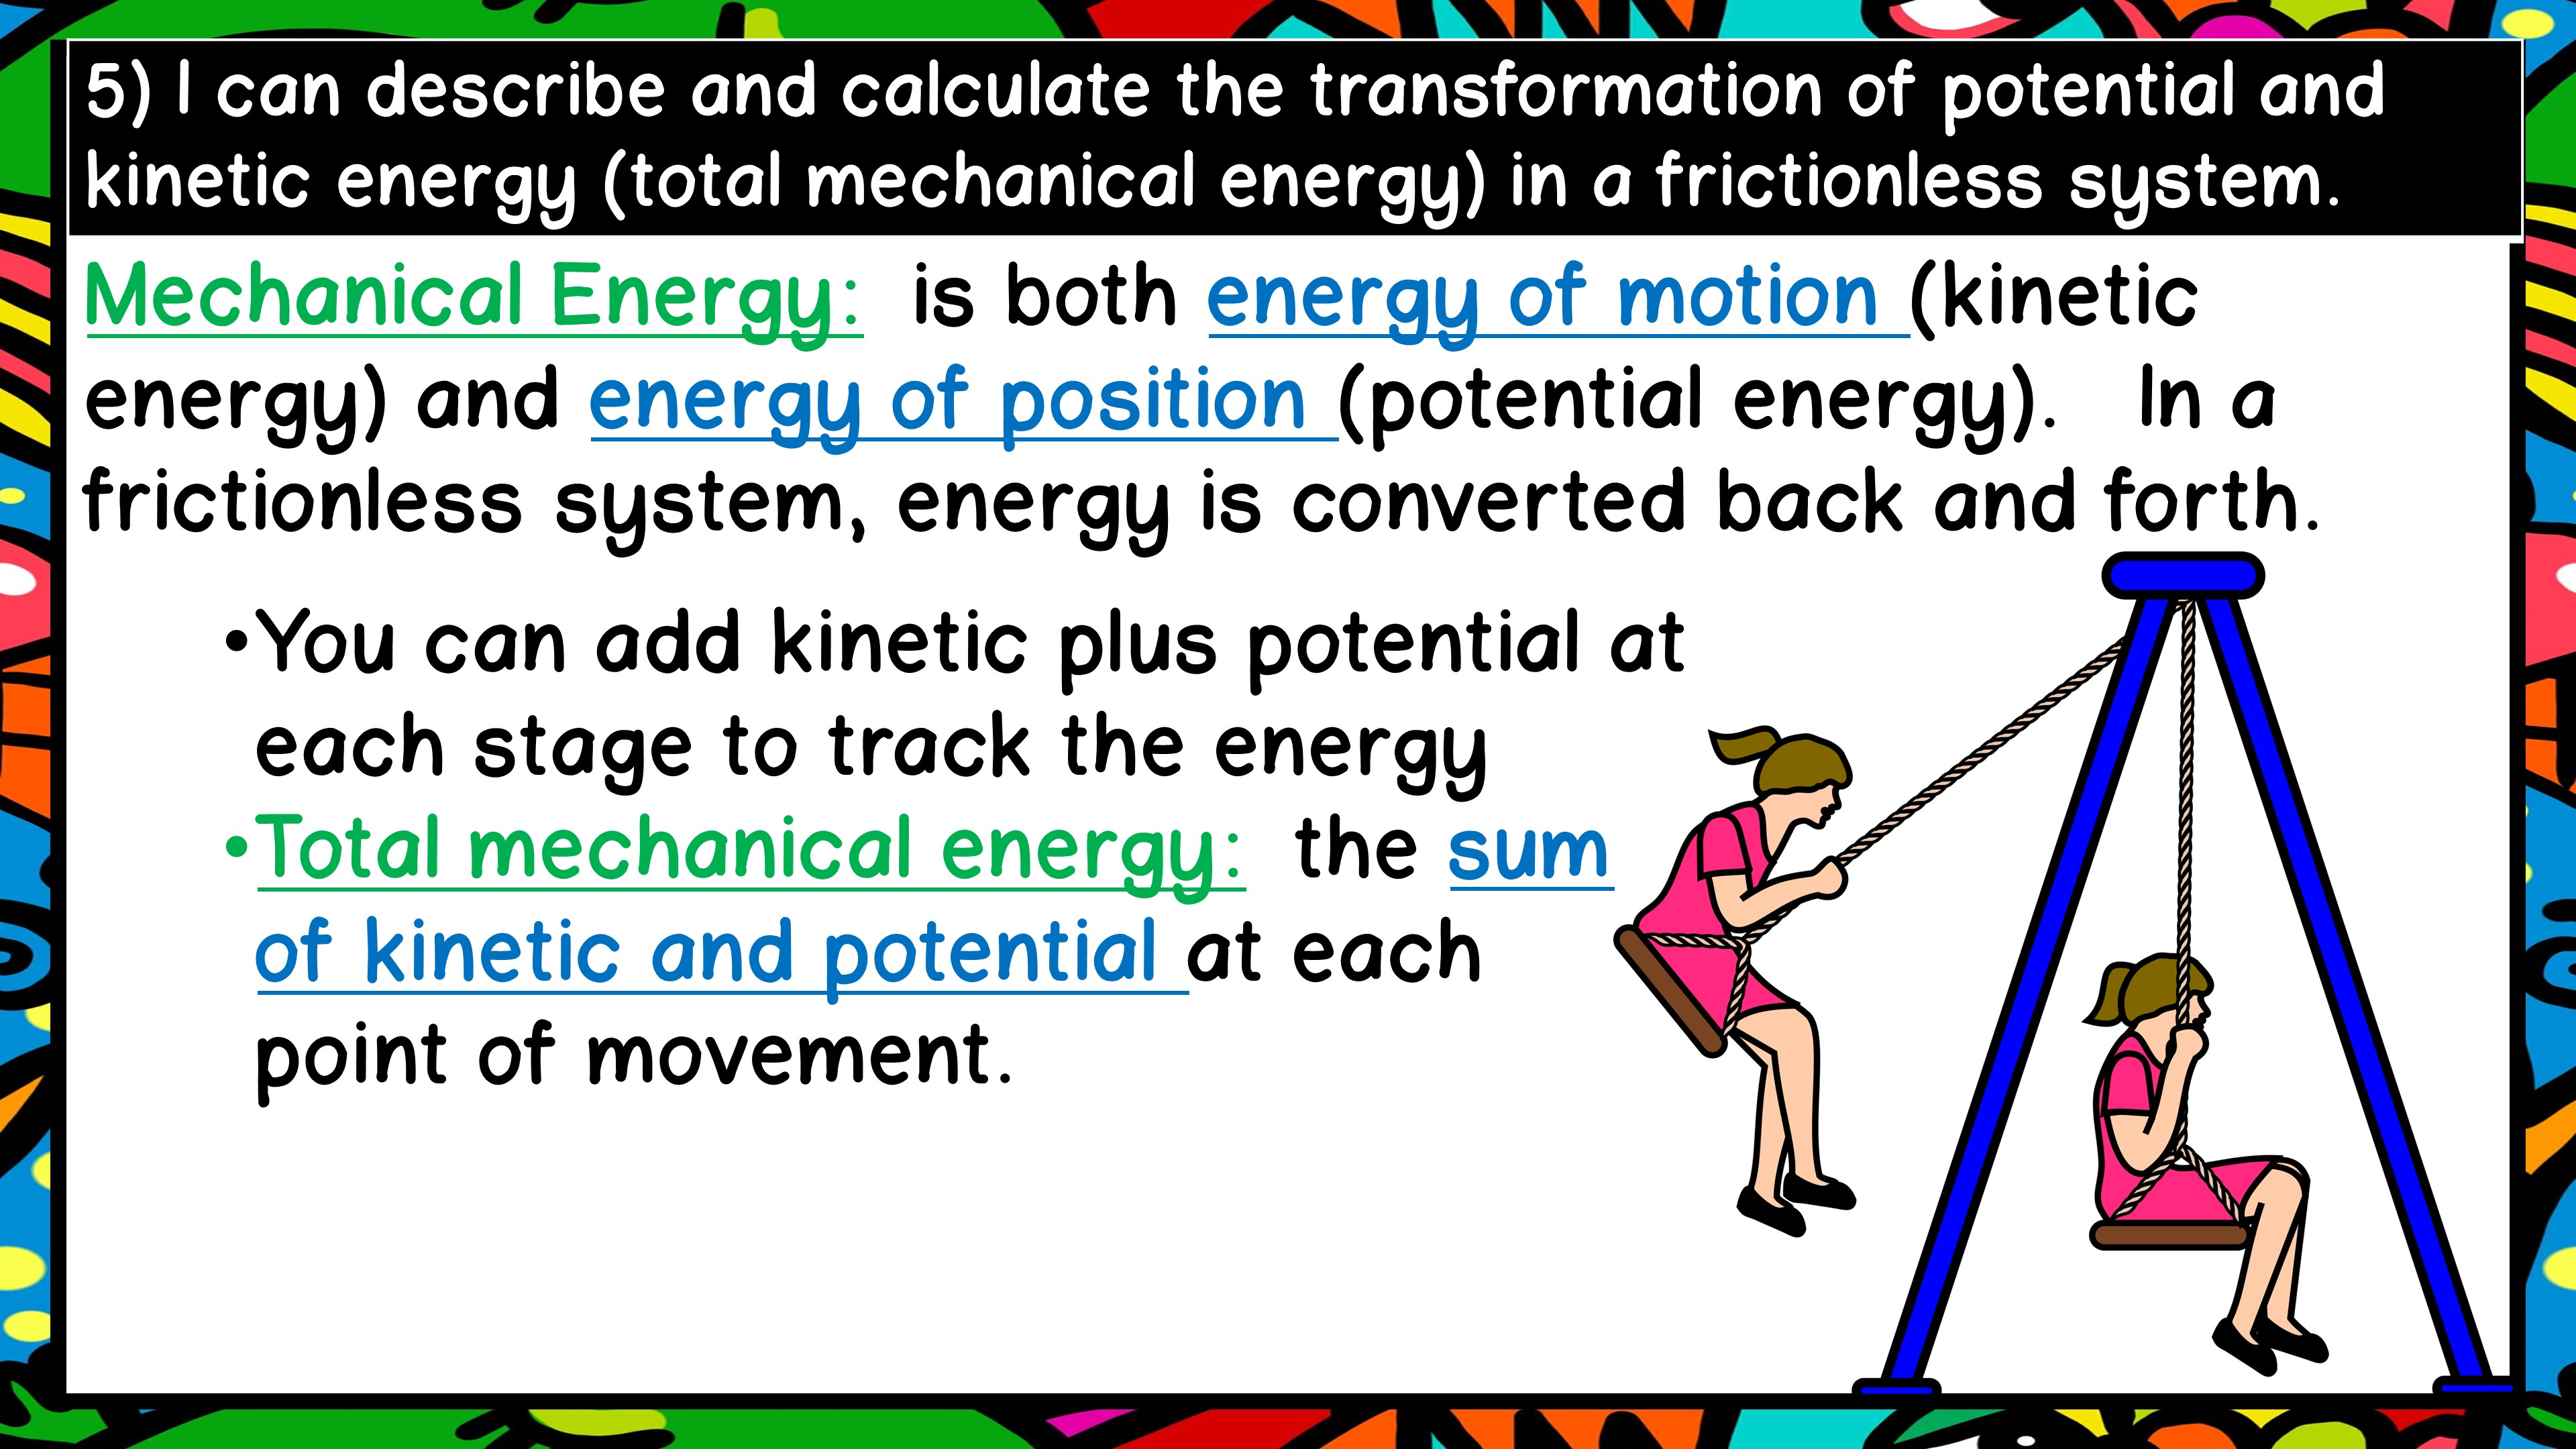 5) I can describe and calculate the transformation of potential and
kinetic energy (total mechanical energy) in a frictionless system.
Mechanical Energy:  is both energy of motion (kinetic
energy) and energy of position (potential energy).   In a
frictionless system, energy is converted back and forth.
•You can add kinetic plus potential at
each stage to track the energy
•Total mechanical energy:  the sum
of kinetic and potential at each
point of movement.